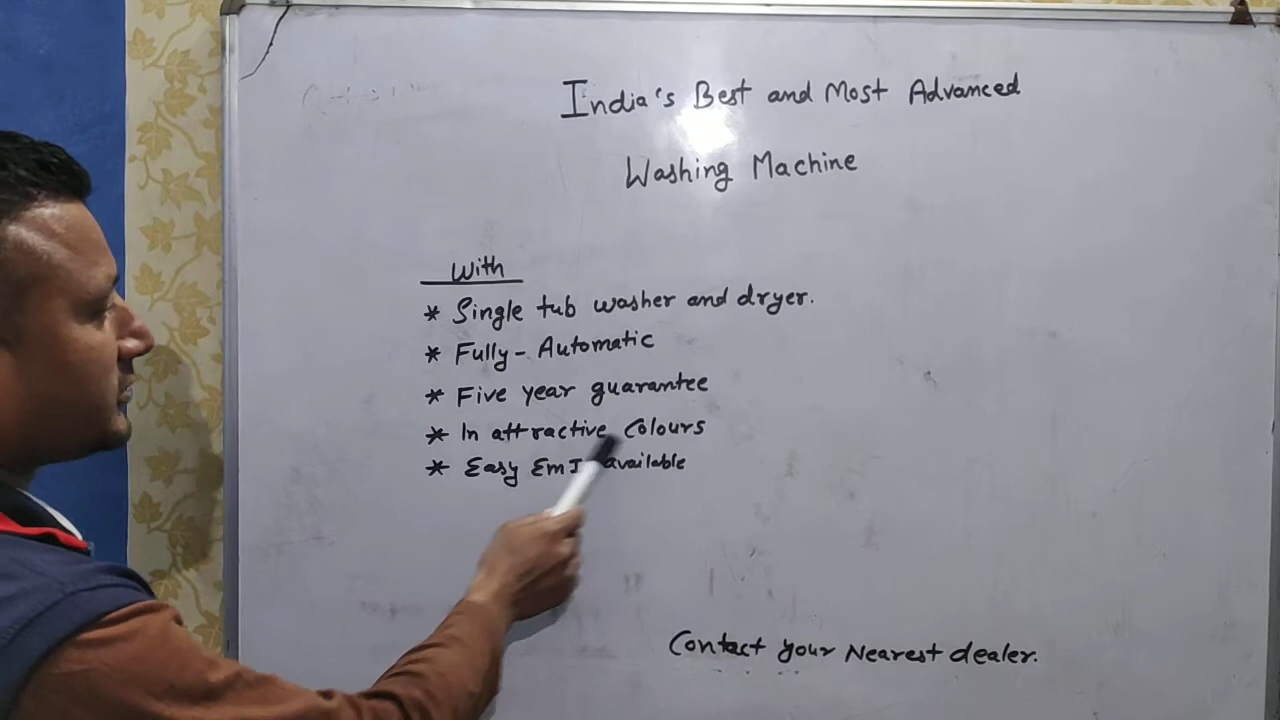 India's Best and Most Advanced
Washing Machine
With
* Single tub washer and dryer.
* Fully-Automatic
* Five year guarantee
* In attractive Colours
* Easy EMI available
Contact your Nearest dealer.